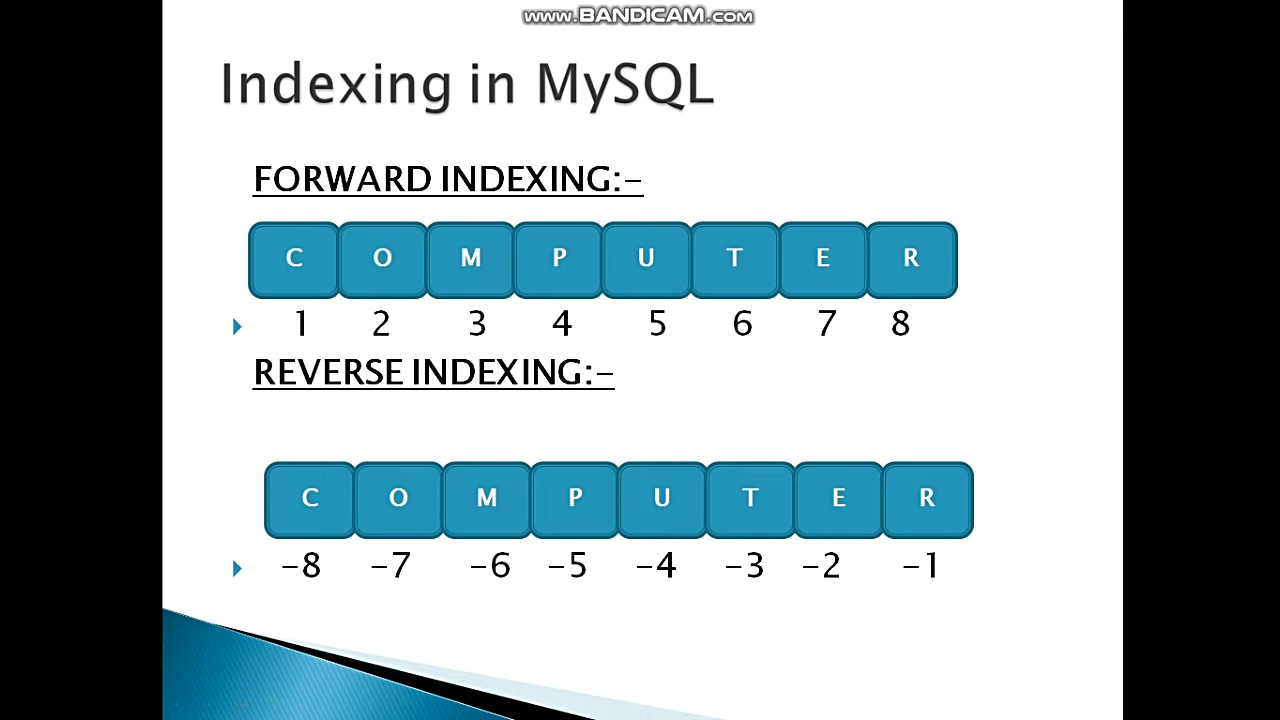 www.BANDICAM.com
Indexing in MySQL
FORWARD INDEXING:-
C O M P U T E R
1 2 3 4 5 6 7 8
REVERSE INDEXING:-
C O M P U T E R
-8 -7 -6 -5 -4 -3 -2 -1